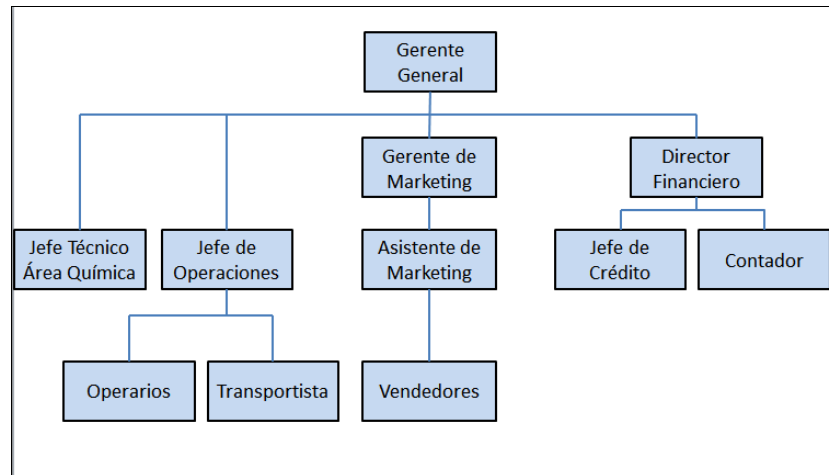 Gerente
General
Gerente de
Marketing
Director
Financiero
Jefe Técnico
Área Química
Jefe de
Operaciones
Asistente de
Marketing
Jefe de
Crédito
Contador
Operarios
Transportista
Vendedores